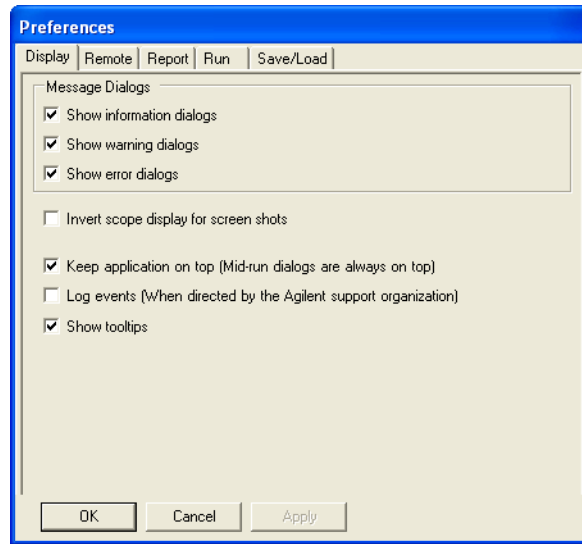 Preferences
Display Remote Report Run Save/Load
Message Dialogs
Show information dialogs
Show warning dialogs
Show error dialogs
Invert scope display for screen shots
Keep application on top (Mid-run dialogs are always on top)
Log events (When directed by the Agilent support organization)
Show tooltips
OK Cancel Apply